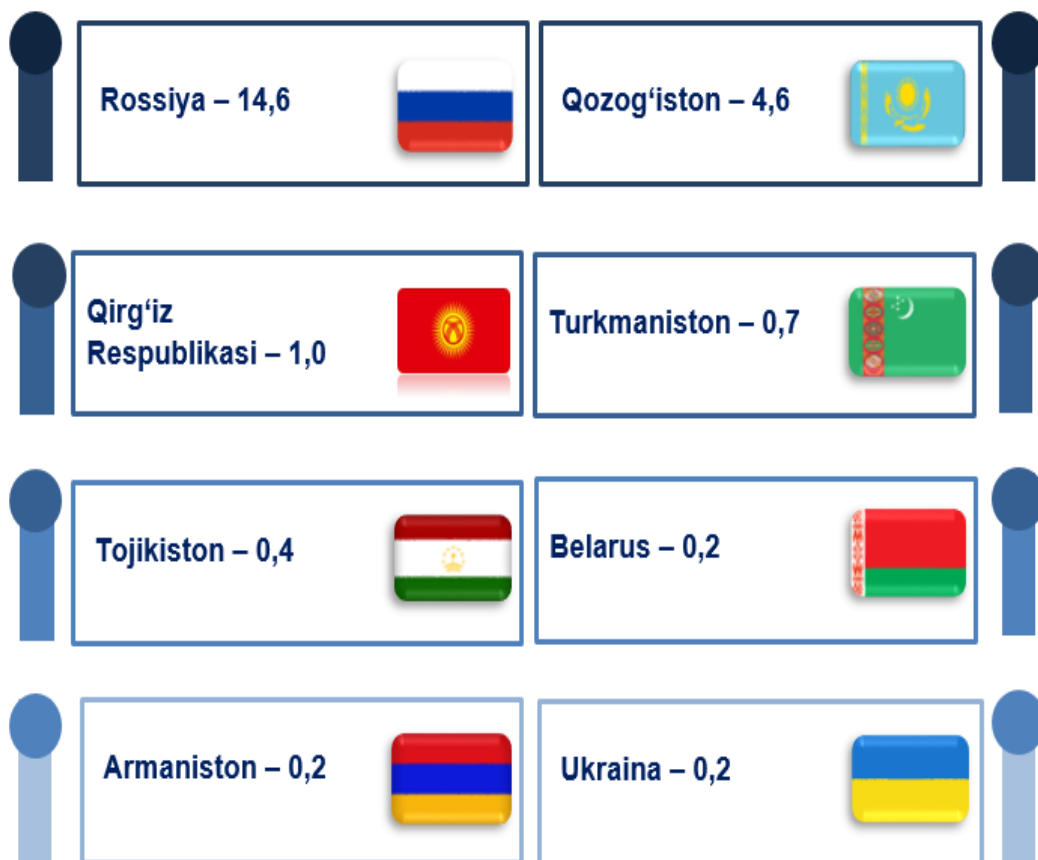 Rossiya – 14,6
Qozog‘iston – 4,6
Qirg‘iz
Respublikasi – 1,0
Turkmaniston – 0,7
Tojikiston – 0,4
Belarus – 0,2
Armaniston – 0,2
Ukraina – 0,2